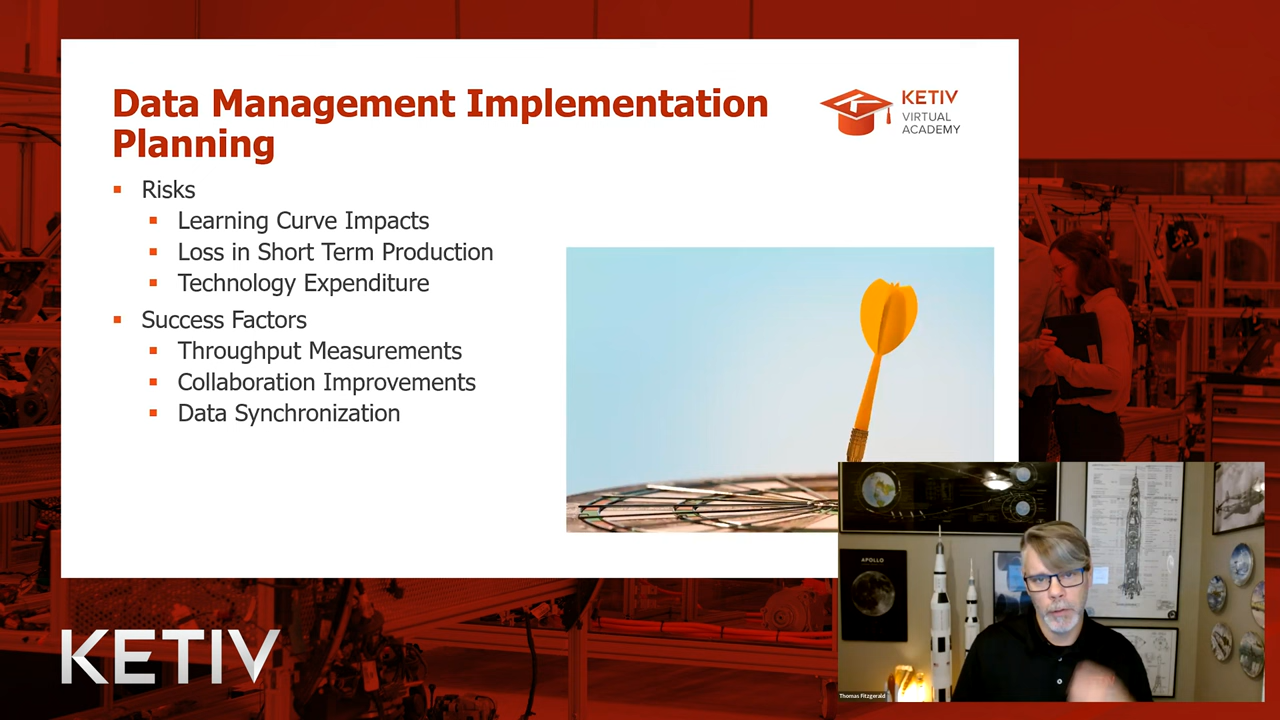 Data Management Implementation
Planning
KETIV
VIRTUAL
ACADEMY
Risks
Learning Curve Impacts
Loss in Short Term Production
Technology Expenditure
Success Factors
Throughput Measurements
Collaboration Improvements
Data Synchronization
APOLLO
KETIV
Thomas Fitzgerald